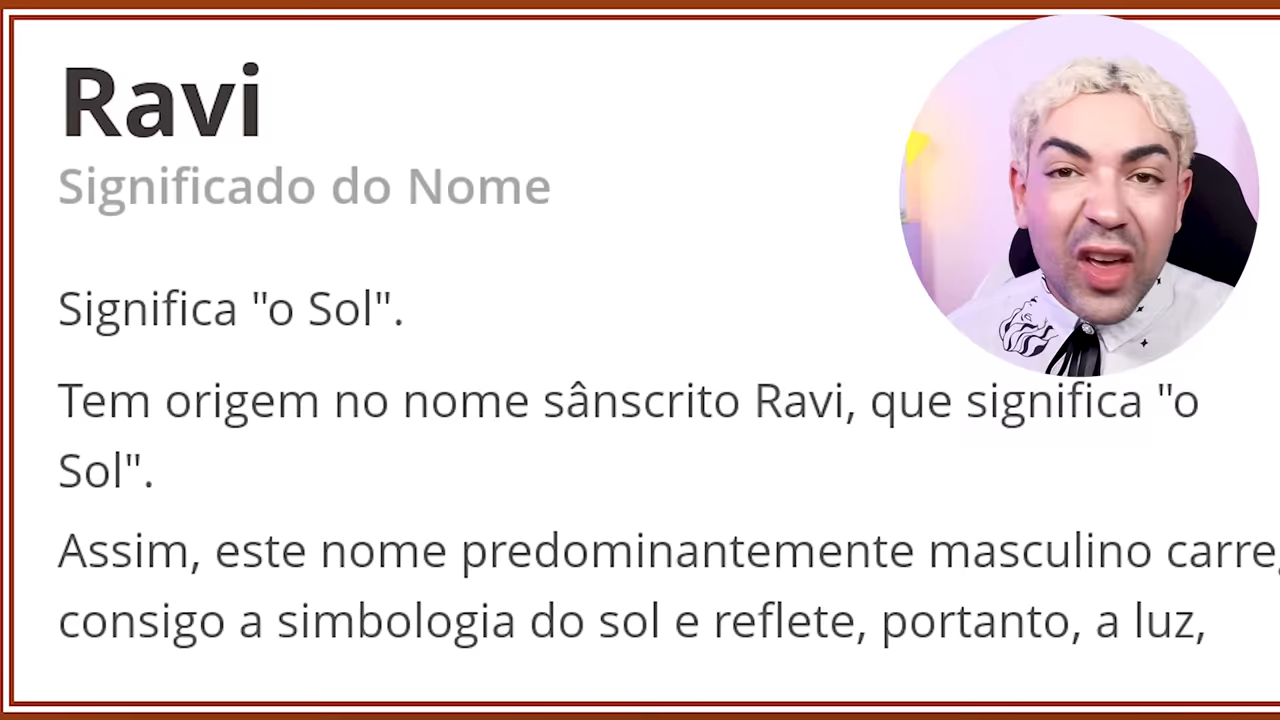 Ravi
Significado do Nome
Significa "o Sol".
Tem origem no nome sânscrito Ravi, que significa "o
Sol".
Assim, este nome predominantemente masculino carre
consigo a simbologia do sol e reflete, portanto, a luz,